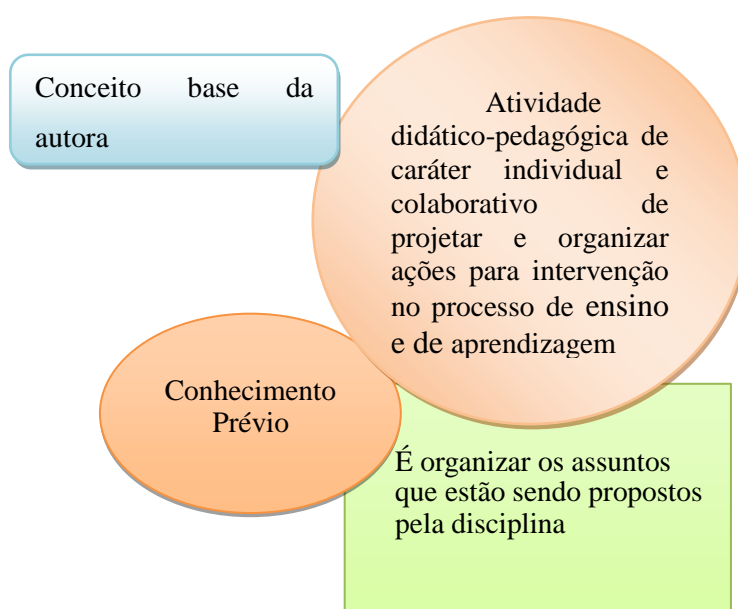 Conceito base da
autora
Atividade
didático-pedagógica de
caráter individual e
colaborativo de
projetar e organizar
ações para intervenção
no processo de ensino
e de aprendizagem
Conhecimento
Prévio
É organizar os assuntos
que estão sendo propostos
pela disciplina